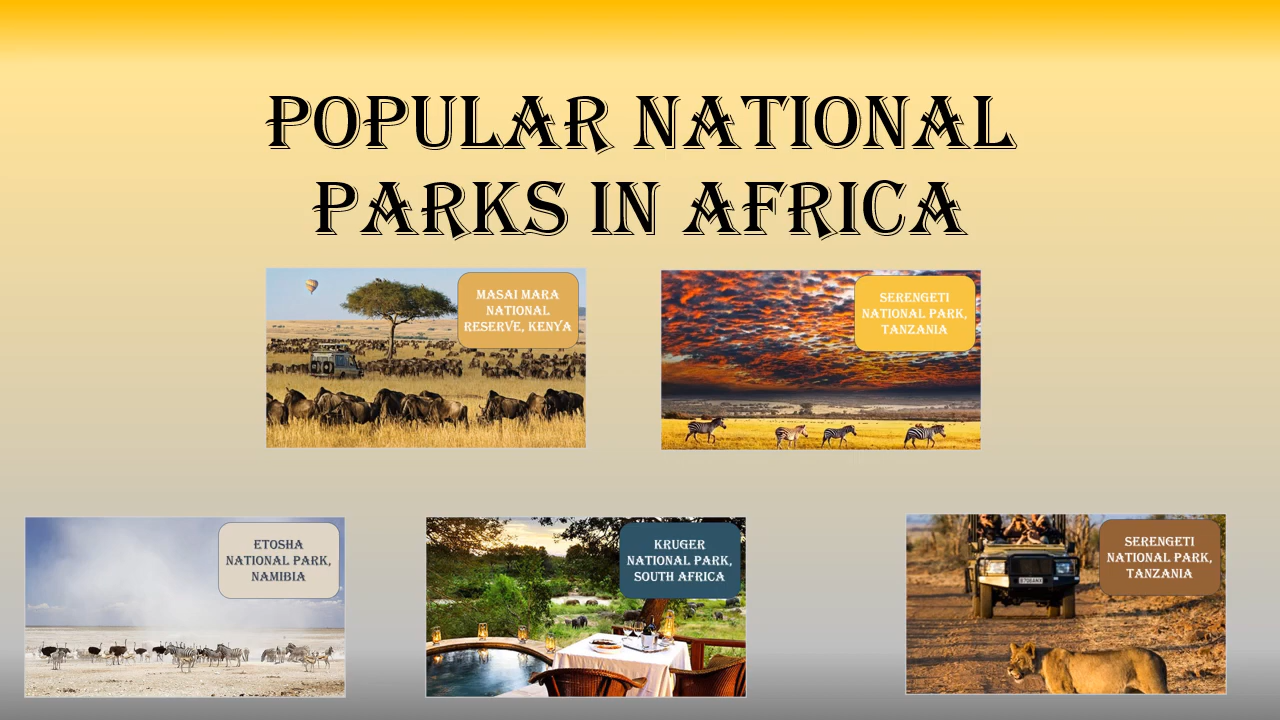 POPULAR NATIONAL
PARKS IN AFRICA
MASAI MARA
NATIONAL
RESERVE, KENYA
SERENGETI
NATIONAL PARK,
TANZANIA
ETOSHA
NATIONAL PARK,
NAMIBIA
KRUGER
NATIONAL PARK,
SOUTH AFRICA
SERENGETI
NATIONAL PARK,
TANZANIA